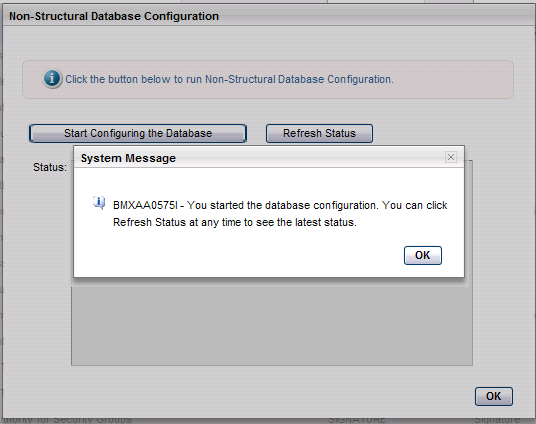 Non-Structural Database Configuration
Click the button below to run Non-Structural Database Configuration.
Start Configuring the Database
Refresh Status
Status:
System Message
BMXAA0575I - You started the database configuration. You can click
Refresh Status at any time to see the latest status.
OK
OK
for Security Groups
SIGNATURE
Signature